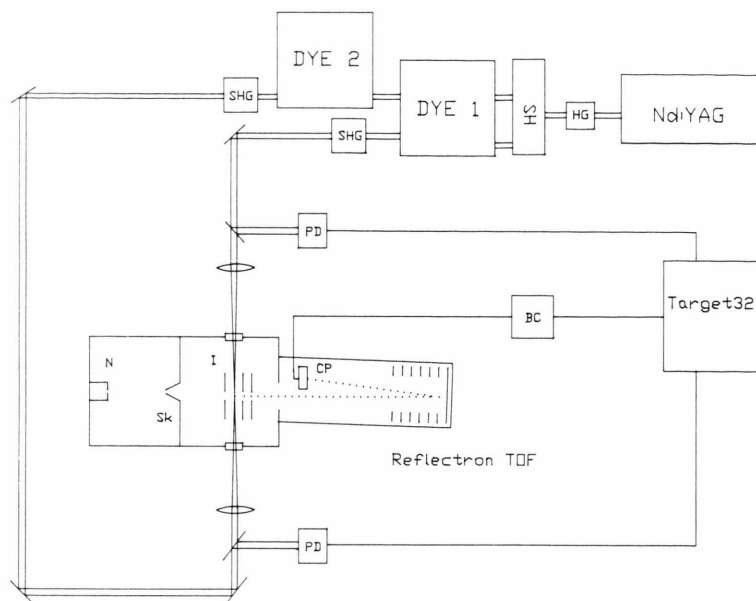 DYE 2
DYE 1
SHG
SHG
HS
HG
Nd:YAG
PD
Target32
BC
N
I
CP
Sk
Reflectron TOF
PD